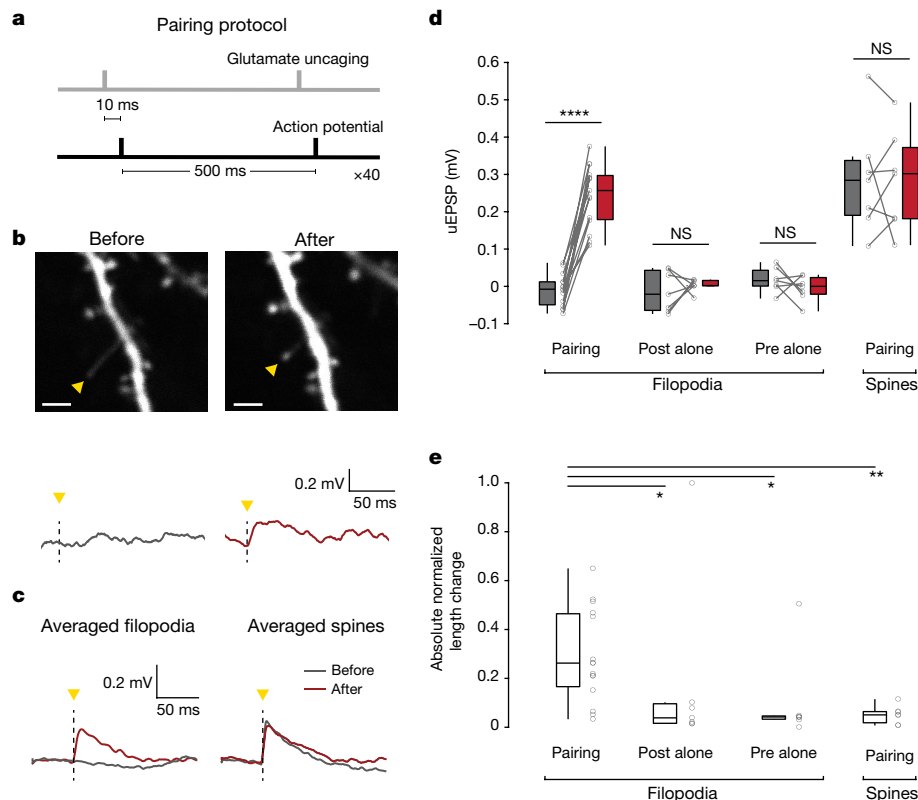 a
Pairing protocol
Glutamate uncaging
10 ms
Action potential
500 ms
×40
b
Before
After
0.2 mV
50 ms
c
Averaged filopodia
Averaged spines
0.2 mV
50 ms
Before
After
d
uEPSP (mV)
0.6
0.5
0.4
0.3
0.2
0.1
0
−0.1
****
NS
NS
NS
Pairing
Post alone
Pre alone
Pairing
Filopodia
Spines
e
Absolute normalized
length change
1.0
0.8
0.6
0.4
0.2
0
*
*
**
Pairing
Post alone
Pre alone
Pairing
Filopodia
Spines